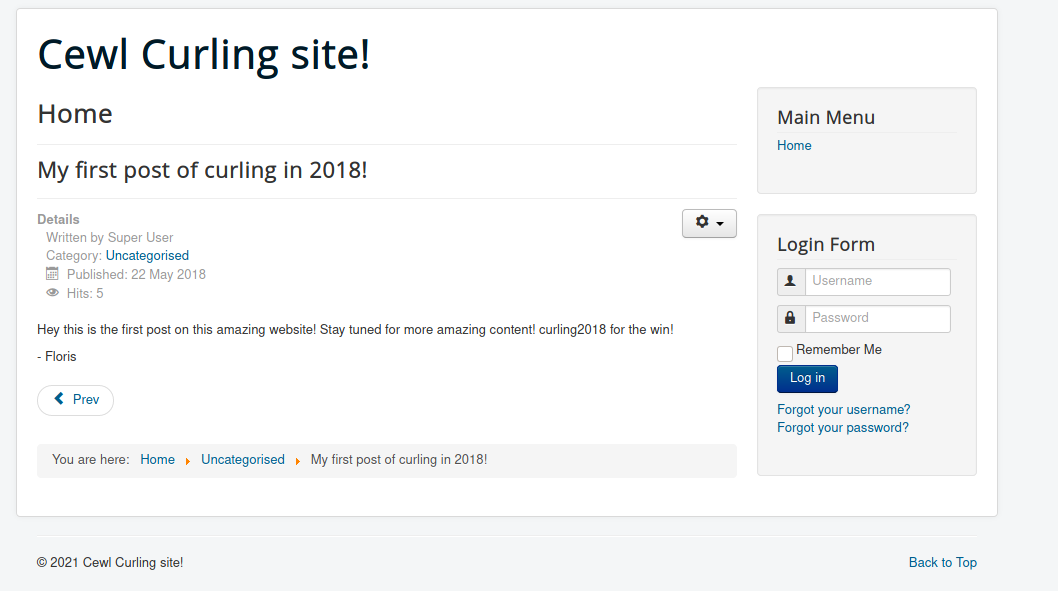 Cewl Curling site!
Home
My first post of curling in 2018!
Details
Written by Super User
Category: Uncategorised
Published: 22 May 2018
Hits: 5
Hey this is the first post on this amazing website! Stay tuned for more amazing content! curling2018 for the win!
- Floris
Prev
You are here: Home Uncategorised My first post of curling in 2018!
Main Menu
Home
Login Form
Username
Password
Remember Me
Log in
Forgot your username?
Forgot your password?
© 2021 Cewl Curling site!
Back to Top